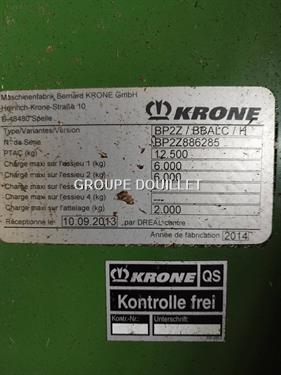 Maschinenfabrik Bernard KRONE GmbH
Heinrich-Krone-Straße 10
D-48480 Spelle
KRONE
Type/Variantes/Version BP2Z / BBALC / H
N° de Série BP2Z886285
PTAC (kg) 12.500
Charge maxi sur l'essieu 1 (kg) 6.000
Charge maxi sur l'essieu 2 (kg) 6.000
Charge maxi sur l'essieu 3 (kg)
GROUPE DOUILLET
Charge maxi sur l'essieu 4 (kg) ---
Charge maxi sur l'attelage (kg) 2.000
Réceptionné le 10.09.2013 par DREAL centre
Année de fabrication 2014
KRONE QS
Kontrolle frei
Kontr.-Nr.: Unterschrift: